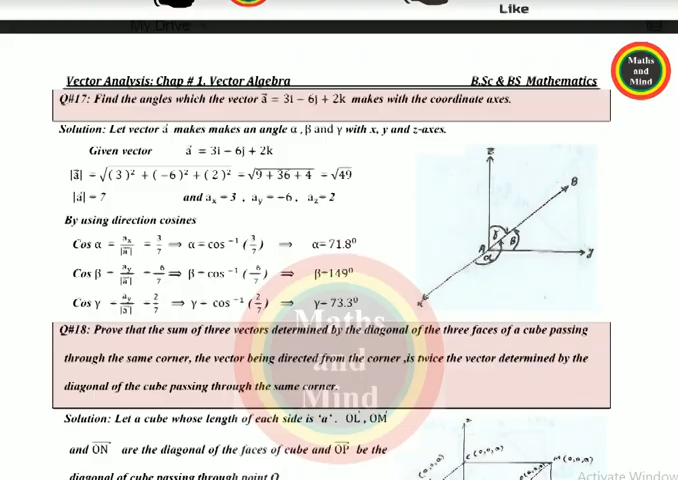 Like
My Drive
Maths
and
Mind
Vector Analysis: Chap # 1. Vector Algebra B.Sc & BS Mathematics
Q#17: Find the angles which the vector a⃗ = 3i − 6j + 2k makes with the coordinate axes.
Solution: Let vector a⃗ makes makes an angle α , β and γ with x, y and z-axes.
Given vector a⃗ = 3i − 6j + 2k
|a⃗| = √(3)² + (−6)² + (2)² = √9 + 36 + 4 = √49
|a⃗| = 7 and aₓ = 3 , a_y = −6 , a_z = 2
By using direction cosines
Cos α = aₓ/|a⃗| = 3/7 ⟹ α = cos⁻¹(3/7) ⟹ α = 71.8⁰
Cos β = a_y/|a⃗| = −6/7 ⟹ β = cos⁻¹(−6/7) ⟹ β = 149⁰
Cos γ = a_y/|a⃗| = 2/7 ⟹ γ = cos⁻¹(2/7) ⟹ γ = 73.3⁰
z
B
A
γ
β
α
y
x
Maths
and
Mind
Q#18: Prove that the sum of three vectors determined by the diagonal of the three faces of a cube passing
through the same corner, the vector being directed from the corner ,is twice the vector determined by the
diagonal of the cube passing through the same corner.
Solution: Let a cube whose length of each side is 'a'. OL⃗ , OM⃗
and ON⃗ are the diagonal of the faces of cube and OP⃗ be the
diagonal of cube passing through point O.
z
C (0,0,a)
Activate Window